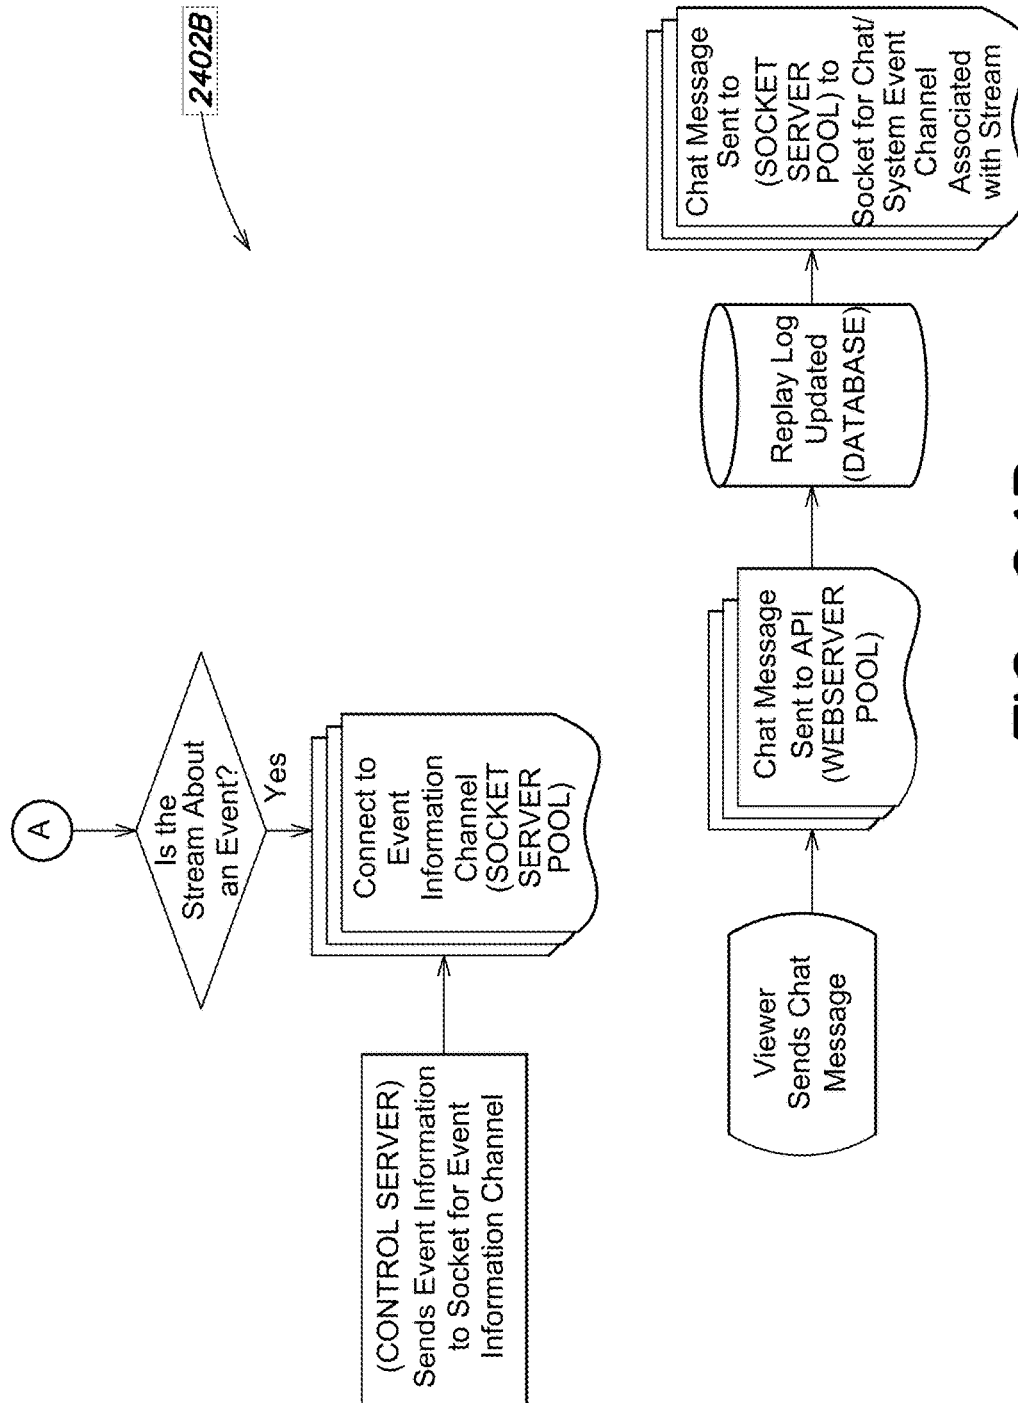 2402B
A
Is the
Stream About
an Event?
Yes
(CONTROL SERVER)
Sends Event Information
to Socket for Event
Information Channel
Connect to
Event
Information
Channel
(SOCKET
SERVER
POOL)
Viewer
Sends Chat
Message
Chat Message
Sent to API
(WEBSERVER
POOL)
Replay Log
Updated
(DATABASE)
Chat Message
Sent to
(SOCKET
SERVER
POOL) to
Socket for Chat/
System Event
Channel
Associated
with Stream